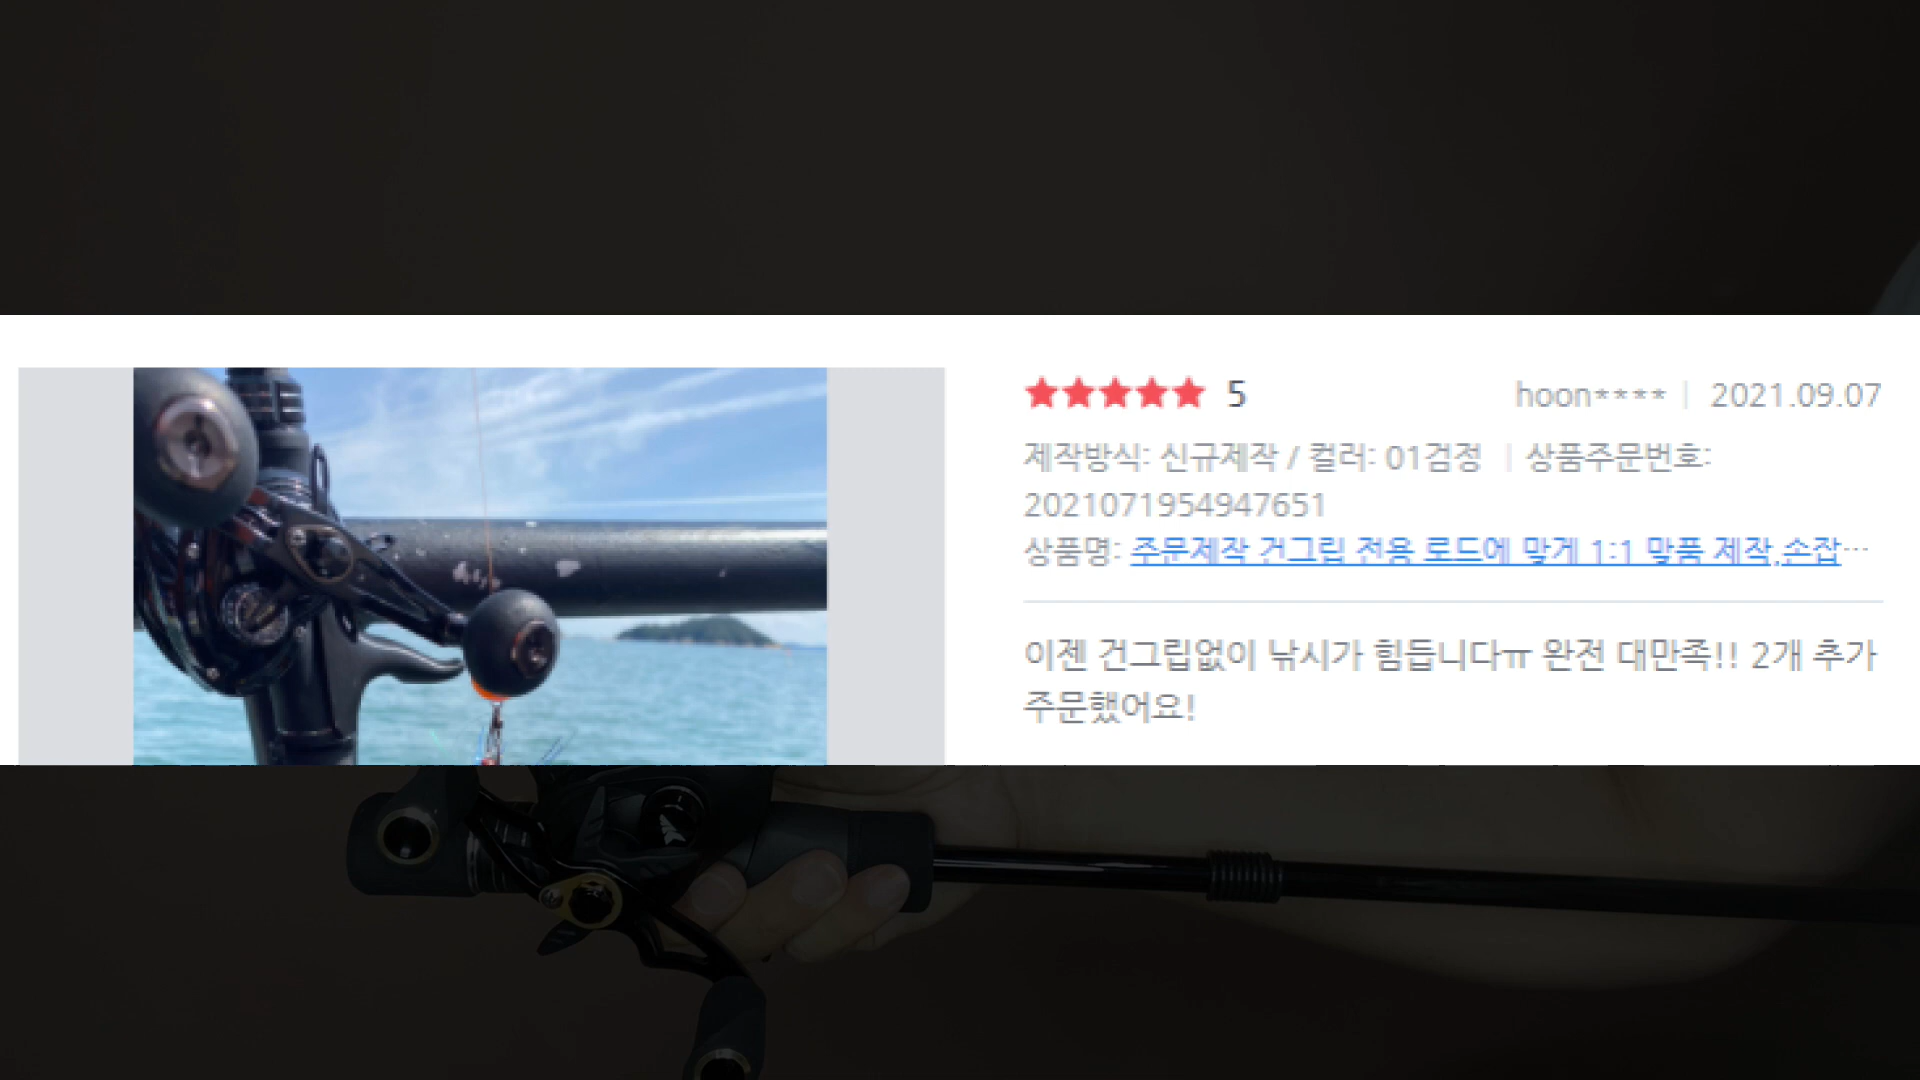 5
hoon**** | 2021.09.07
제작방식: 신규제작 / 컬러: 01검정 | 상품주문번호:
2021071954947651
상품명: 주문제작 건그립 전용 로드에 맞게 1:1 맞품 제작,손잡…
이젠 건그립없이 낚시가 힘듭니다ㅠ 완전 대만족!! 2개 추가
주문했어요!